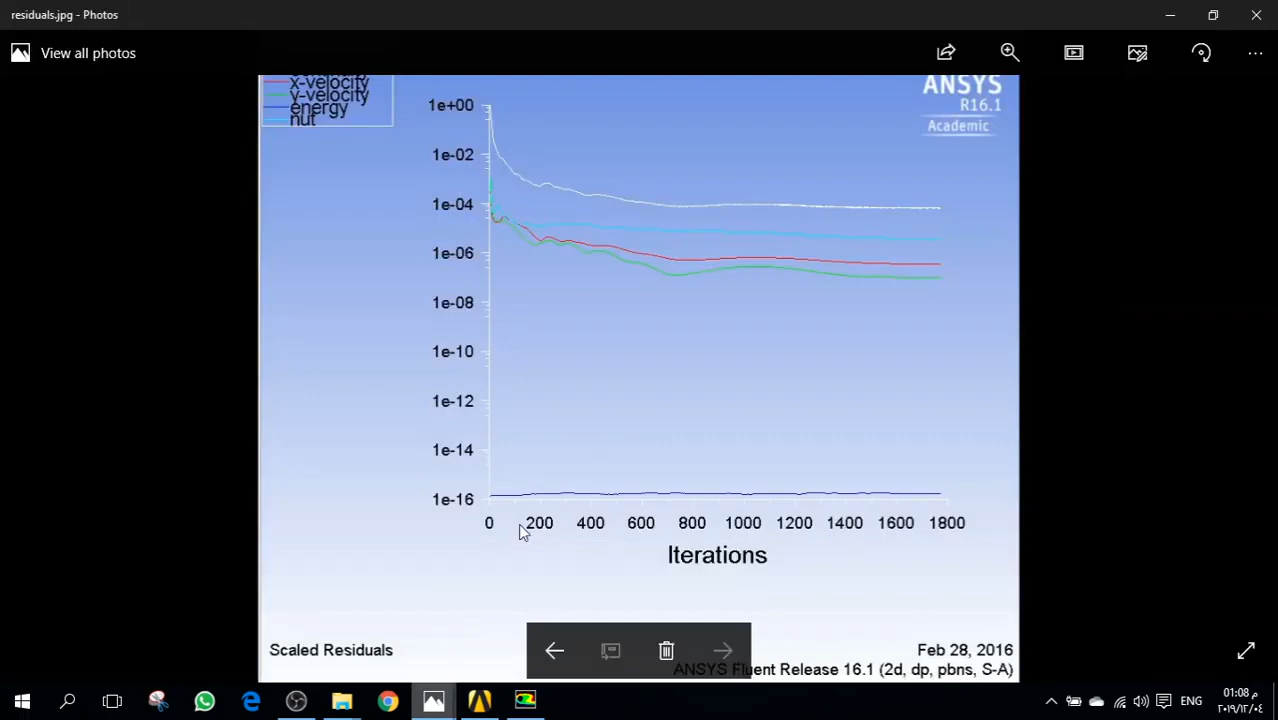 residuals.jpg - Photos
View all photos
x-velocity
y-velocity
energy
nut
ANSYS
R16.1
Academic
1e+00
1e-02
1e-04
1e-06
1e-08
1e-10
1e-12
1e-14
1e-16
0 200 400 600 800 1000 1200 1400 1600 1800
Iterations
Scaled Residuals
Feb 28, 2016
ANSYS Fluent Release 16.1 (2d, dp, pbns, S-A)
ENG
01:08 م
٢٠١٩/١٢/٠٤